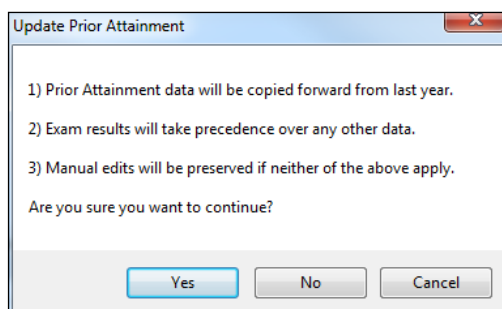 Update Prior Attainment
1) Prior Attainment data will be copied forward from last year.
2) Exam results will take precedence over any other data.
3) Manual edits will be preserved if neither of the above apply.
Are you sure you want to continue?
Yes No Cancel